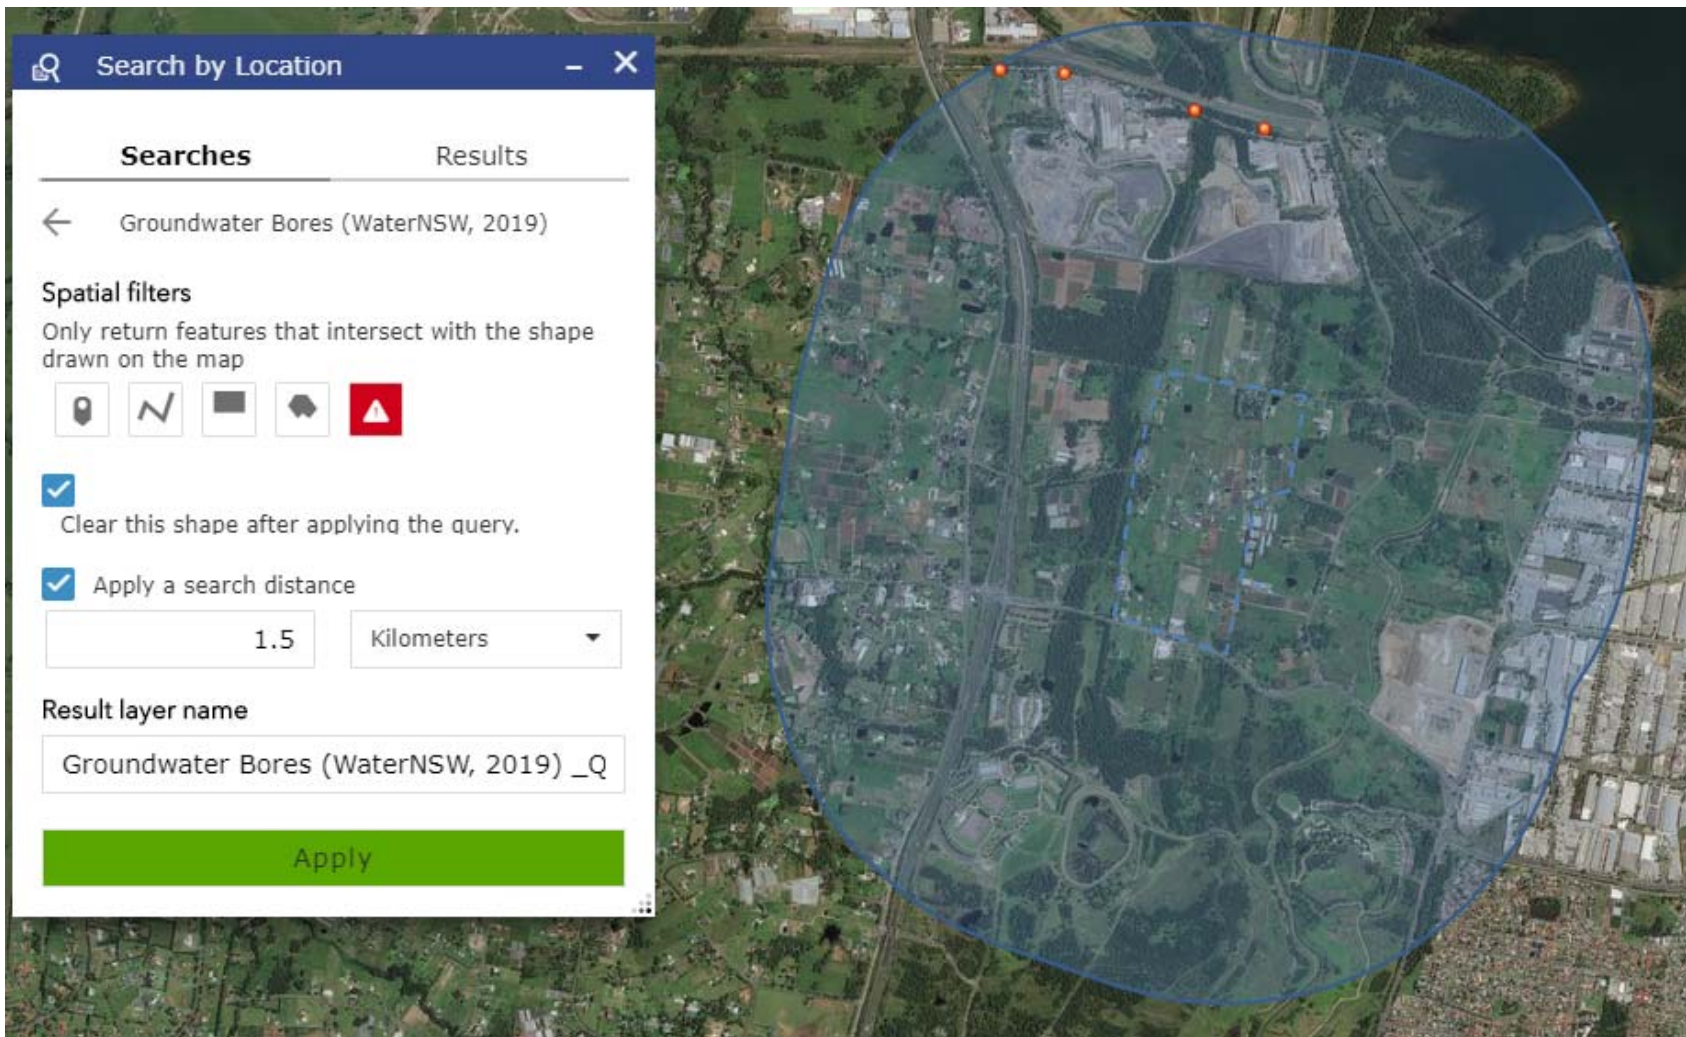 Search by Location
Searches
Results
Groundwater Bores (WaterNSW, 2019)
Spatial filters
Only return features that intersect with the shape
drawn on the map
Clear this shape after applying the query.
Apply a search distance
1.5
Kilometers
Result layer name
Groundwater Bores (WaterNSW, 2019) _Q
Apply